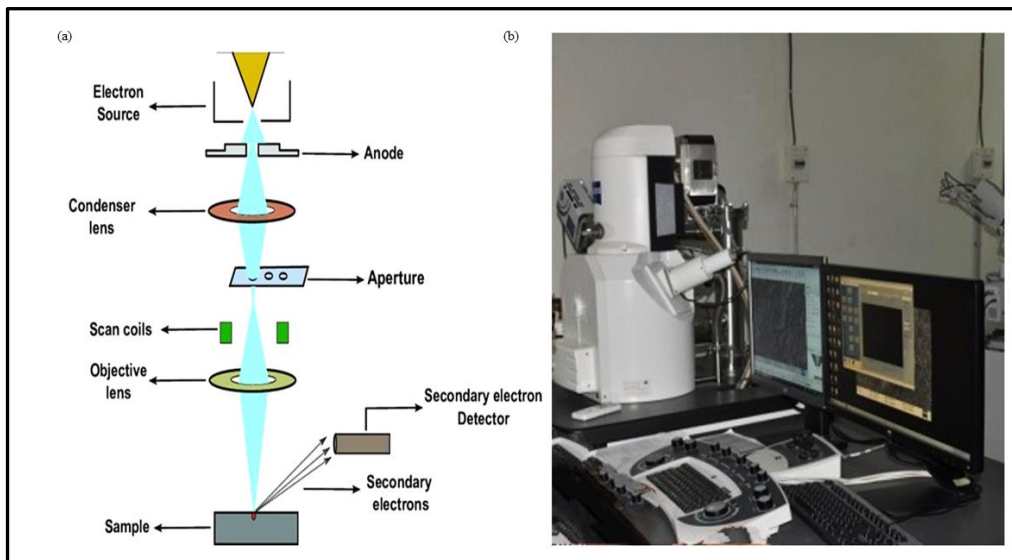 (a)
(b)
Electron
Source
Anode
Condenser
lens
Aperture
Scan coils
Objective
lens
Secondary electron
Detector
Secondary
electrons
Sample